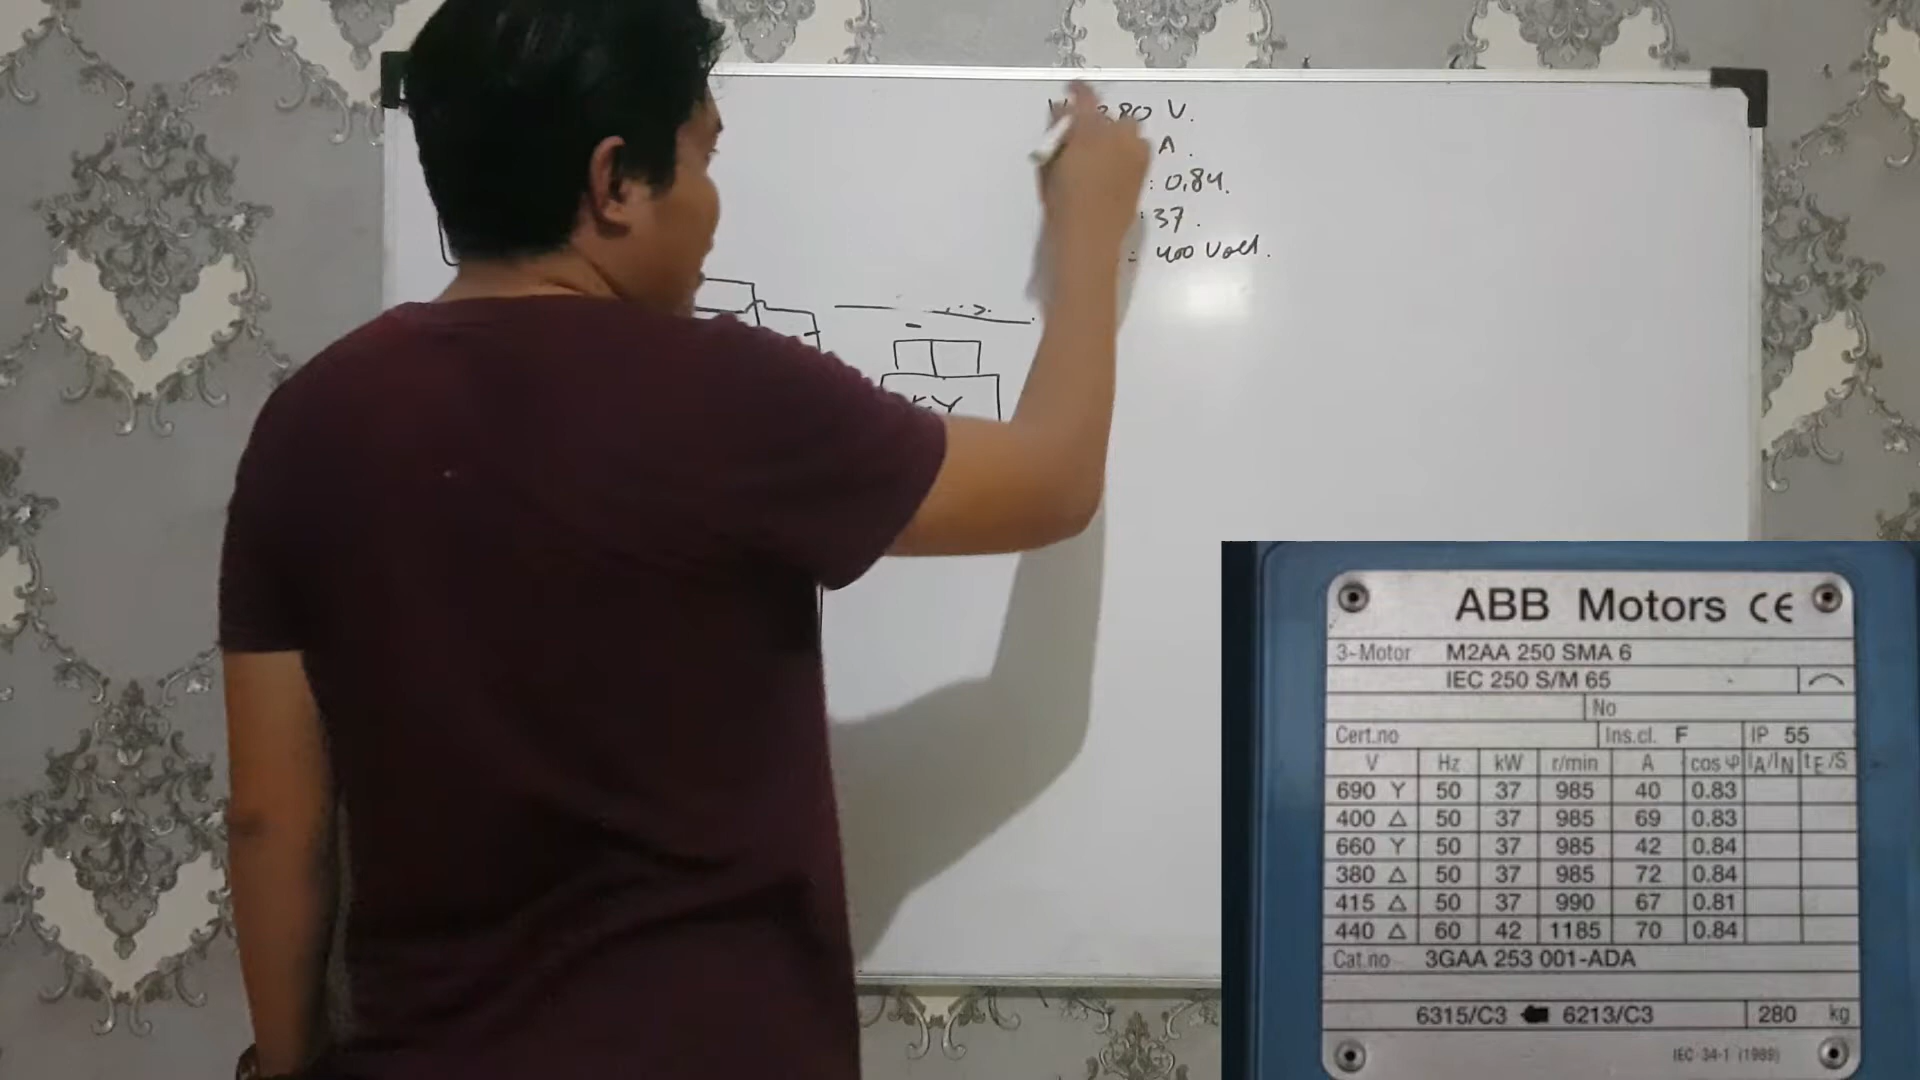 380 V.
A.
: 0,84.
: 37.
= 400 Volt.
ABB Motors CE
3-Motor M2AA 250 SMA 6
IEC 250 S/M 65
No
Cert.no Ins.cl. F IP 55
V Hz kW r/min A cos φ IA/IN tE/S
690 Y 50 37 985 40 0.83
400 Δ 50 37 985 69 0.83
660 Y 50 37 985 42 0.84
380 Δ 50 37 985 72 0.84
415 Δ 50 37 990 67 0.81
440 Δ 60 42 1185 70 0.84
Cat.no 3GAA 253 001-ADA
6315/C3 6213/C3 280 kg
IEC 34-1 (1989)